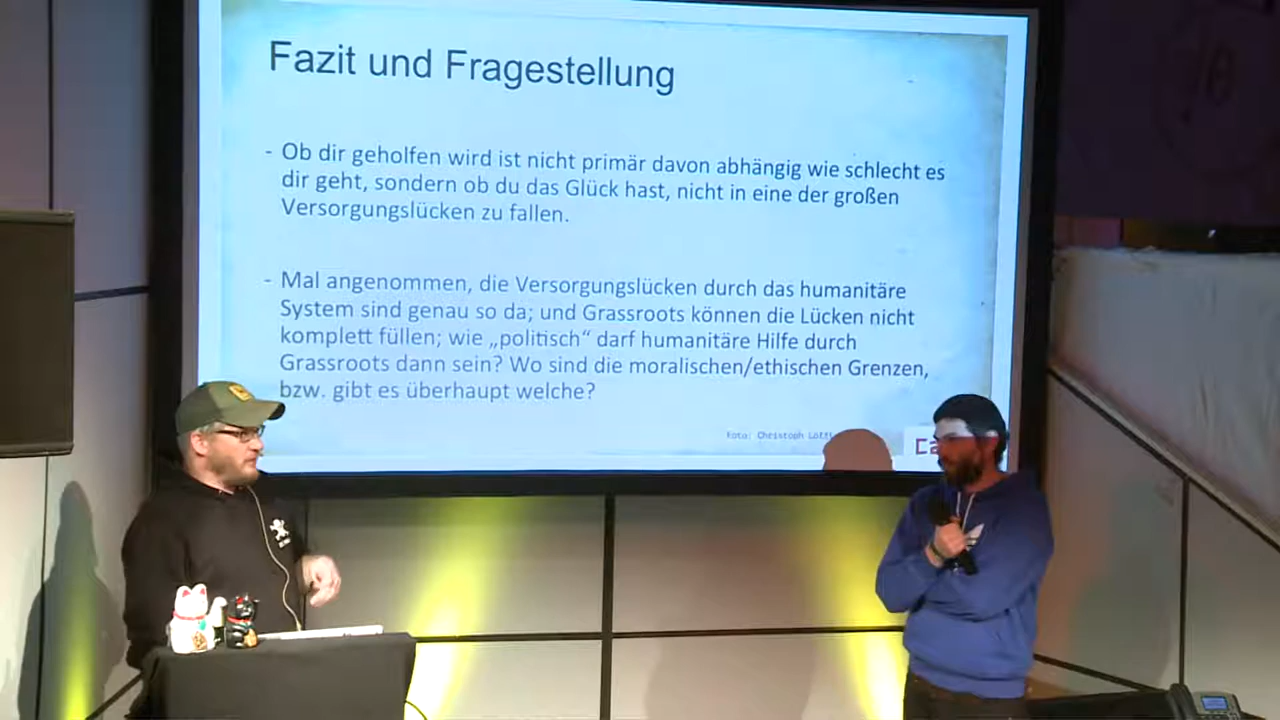 Fazit und Fragestellung
- Ob dir geholfen wird ist nicht primär davon abhängig wie schlecht es
dir geht, sondern ob du das Glück hast, nicht in eine der großen
Versorgungslücken zu fallen.
- Mal angenommen, die Versorgungslücken durch das humanitäre
System sind genau so da; und Grassroots können die Lücken nicht
komplett füllen; wie „politisch“ darf humanitäre Hilfe durch
Grassroots dann sein? Wo sind die moralischen/ethischen Grenzen,
bzw. gibt es überhaupt welche?
Foto: Christoph